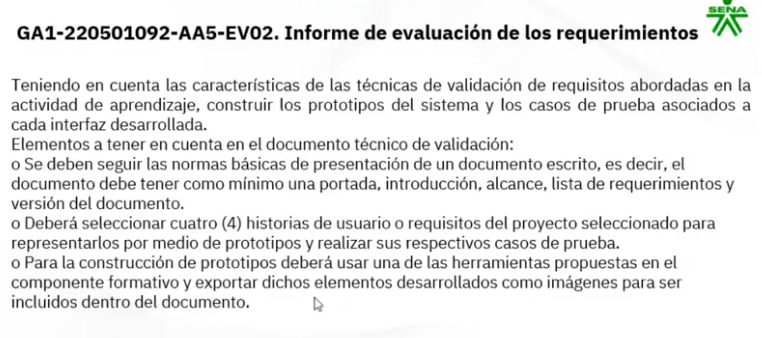 SENA
GA1-220501092-AA5-EV02. Informe de evaluación de los requerimientos
Teniendo en cuenta las características de las técnicas de validación de requisitos abordadas en la
actividad de aprendizaje, construir los prototipos del sistema y los casos de prueba asociados a
cada interfaz desarrollada.
Elementos a tener en cuenta en el documento técnico de validación:
o Se deben seguir las normas básicas de presentación de un documento escrito, es decir, el
documento debe tener como mínimo una portada, introducción, alcance, lista de requerimientos y
versión del documento.
o Deberá seleccionar cuatro (4) historias de usuario o requisitos del proyecto seleccionado para
representarlos por medio de prototipos y realizar sus respectivos casos de prueba.
o Para la construcción de prototipos deberá usar una de las herramientas propuestas en el
componente formativo y exportar dichos elementos desarrollados como imágenes para ser
incluidos dentro del documento.